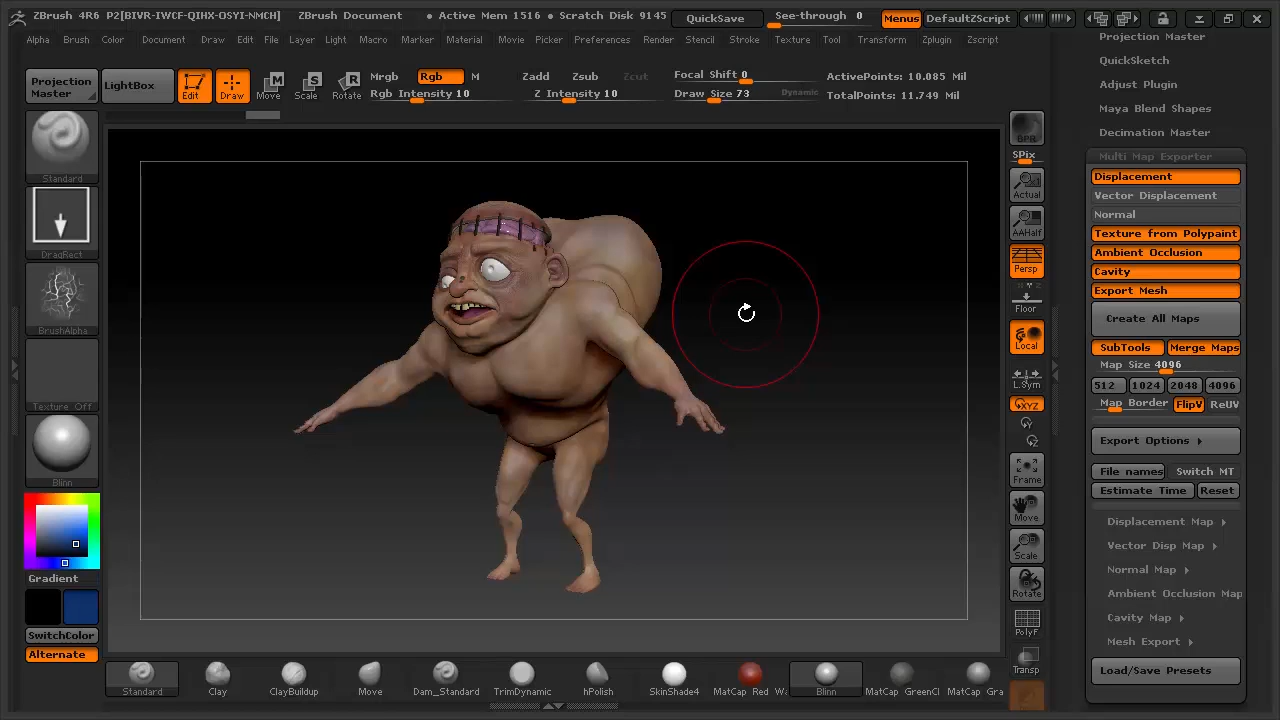 ZBrush 4R6 P2[BIVR-IWCF-QIHX-OSYI-NMCH] ZBrush Document • Active Mem 1516 • Scratch Disk 9145 QuickSave See-through 0 Menus DefaultZScript
Alpha Brush Color Document Draw Edit File Layer Light Macro Marker Material Movie Picker Preferences Render Stencil Stroke Texture Tool Transform Zplugin Zscript
Projection Master
LightBox
Edit
Draw
Move
Scale
Rotate
Mrgb Rgb M
Rgb Intensity 10
Zadd Zsub Zcut
Z Intensity 10
Focal Shift 0
Draw Size 73 Dynamic
ActivePoints: 10.085 Mil
TotalPoints: 11.749 Mil
Standard
DragRect
BrushAlpha
Texture Off
Blinn
Gradient
SwitchColor
Alternate
BPR
SPix
Actual
AAHalf
Persp
Floor
Local
L.Sym
XYZ
Frame
Move
Scale
Rotate
PolyF
Transp
Standard
Clay
ClayBuildup
Move
Dam_Standard
TrimDynamic
hPolish
SkinShade4
MatCap Red Wa
Blinn
MatCap GreenCl
MatCap Gra
Projection Master
QuickSketch
Adjust Plugin
Maya Blend Shapes
Decimation Master
Multi Map Exporter
Displacement
Vector Displacement
Normal
Texture from Polypaint
Ambient Occlusion
Cavity
Export Mesh
Create All Maps
SubTools Merge Maps
Map Size 4096
512 1024 2048 4096
Map Border FlipV ReUV
Export Options
File names Switch MT
Estimate Time Reset
Displacement Map
Vector Disp Map
Normal Map
Ambient Occlusion Map
Cavity Map
Mesh Export
Load/Save Presets